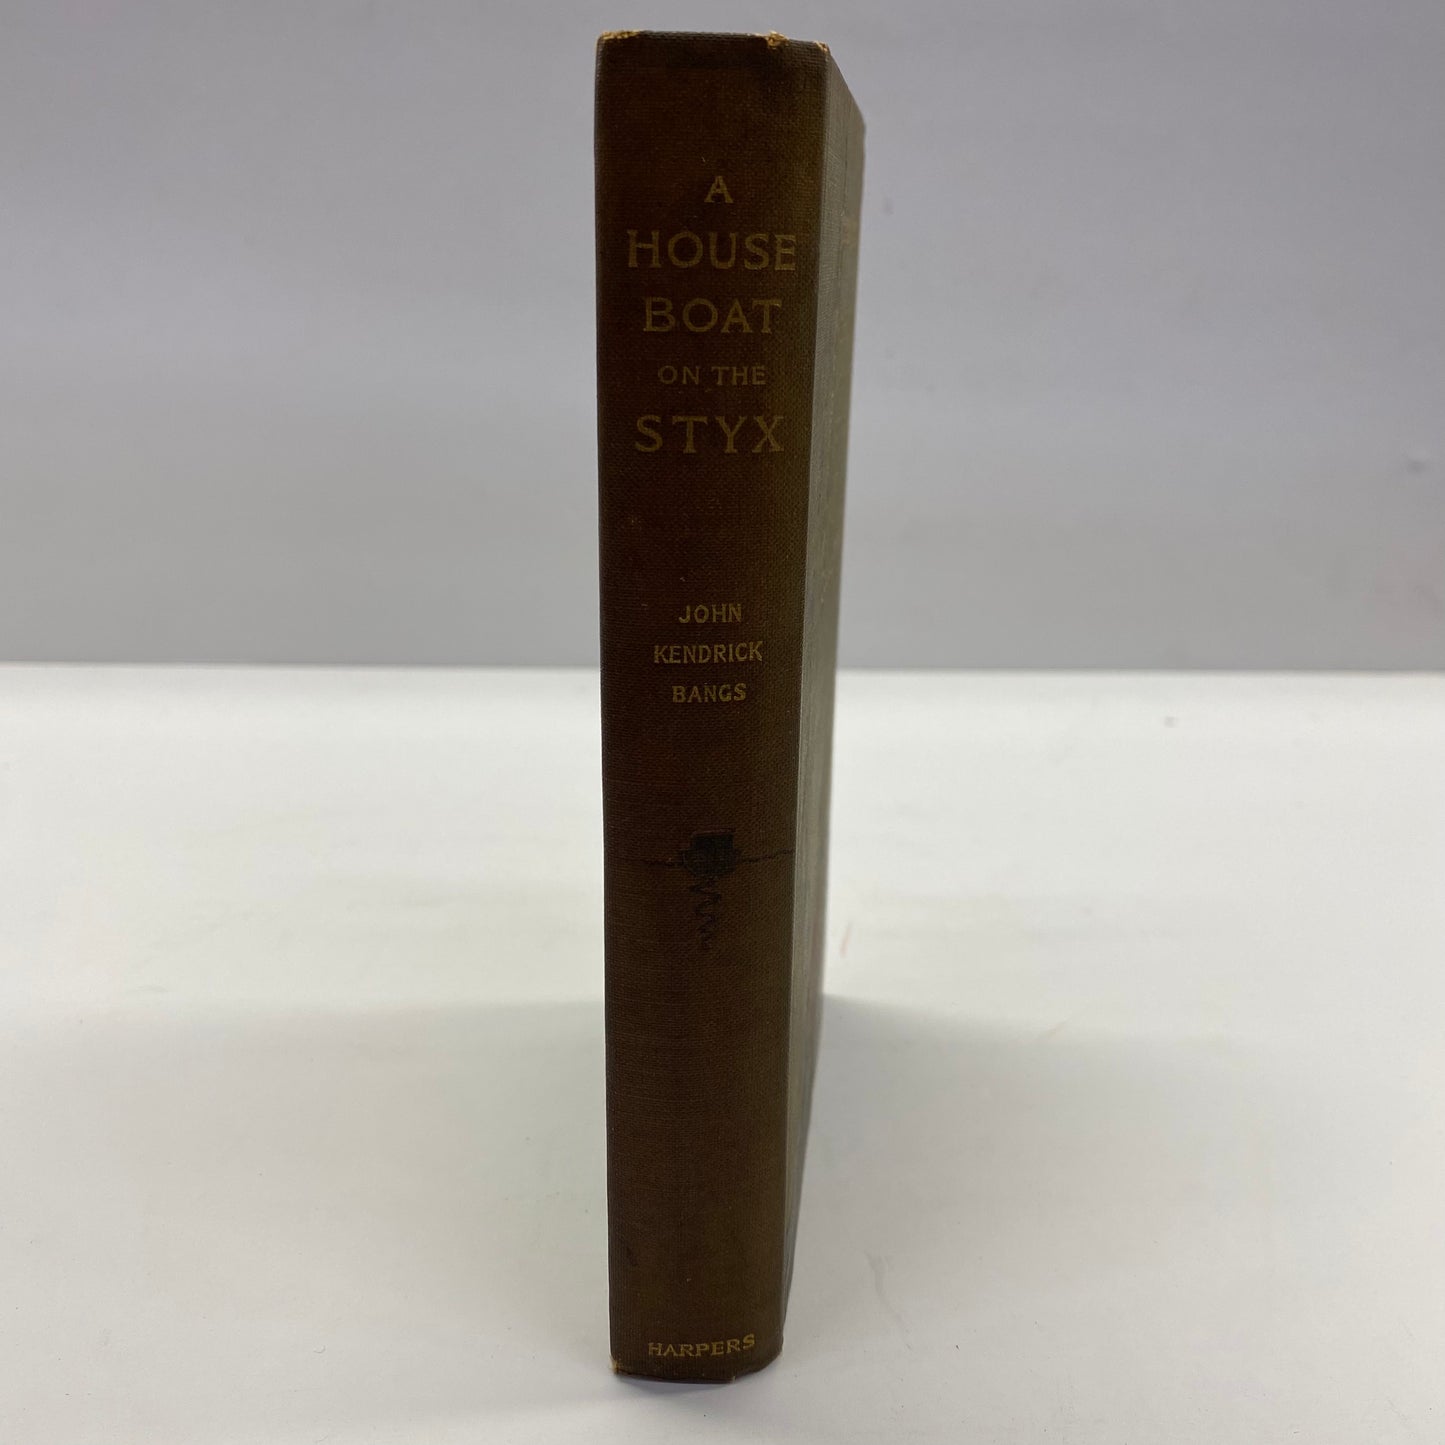 A
HOUSE
BOAT
ON THE
STYX
JOHN
KENDRICK
BANGS
HARPERS